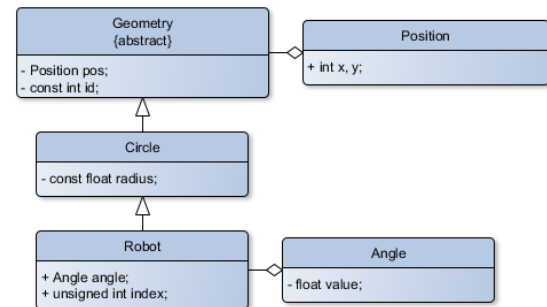 Geometry
{abstract}
- Position pos;
- const int id;
Position
+ int x, y;
Circle
- const float radius;
Robot
+ Angle angle;
+ unsigned int index;
Angle
- float value;